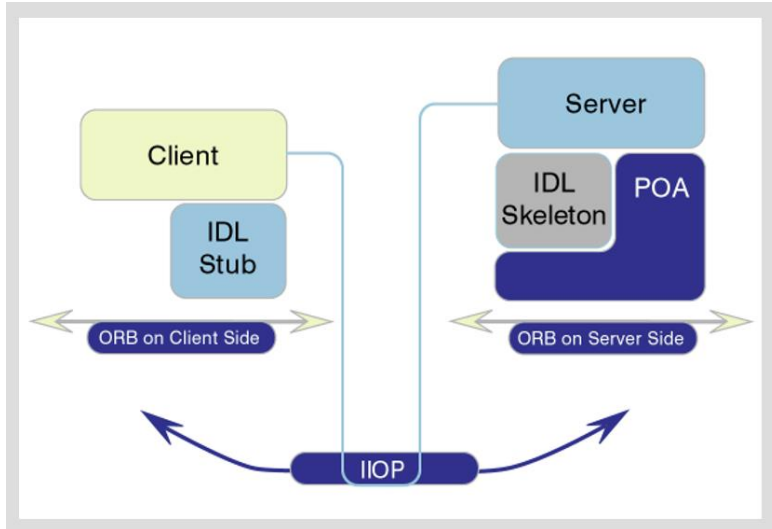 Client
IDL
Stub
ORB on Client Side
Server
IDL
Skeleton
POA
ORB on Server Side
IIOP